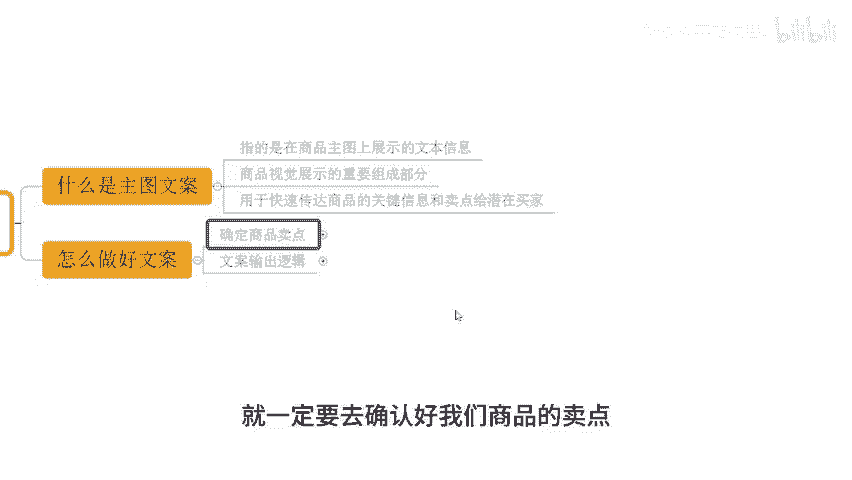 bilibili
指的是在商品主图上展示的文本信息
什么是主图文案
商品视觉展示的重要组成部分
用于快速传达商品的关键信息和卖点给潜在买家
确定商品卖点
怎么做好文案
文案输出逻辑
就一定要去确认好我们商品的卖点